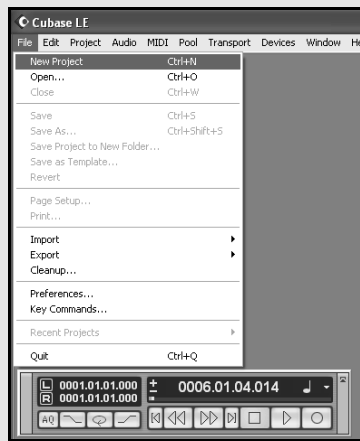 Cubase LE
File Edit Project Audio MIDI Pool Transport Devices Window He
New Project Ctrl+N
Open... Ctrl+O
Close Ctrl+W
Save Ctrl+S
Save As... Ctrl+Shift+S
Save Project to New Folder...
Save as Template...
Revert
Page Setup...
Print...
Import
Export
Cleanup...
Preferences...
Key Commands...
Recent Projects
Quit Ctrl+Q
L 0001.01.01.000 0006.01.04.014
R 0001.01.01.000
AQ